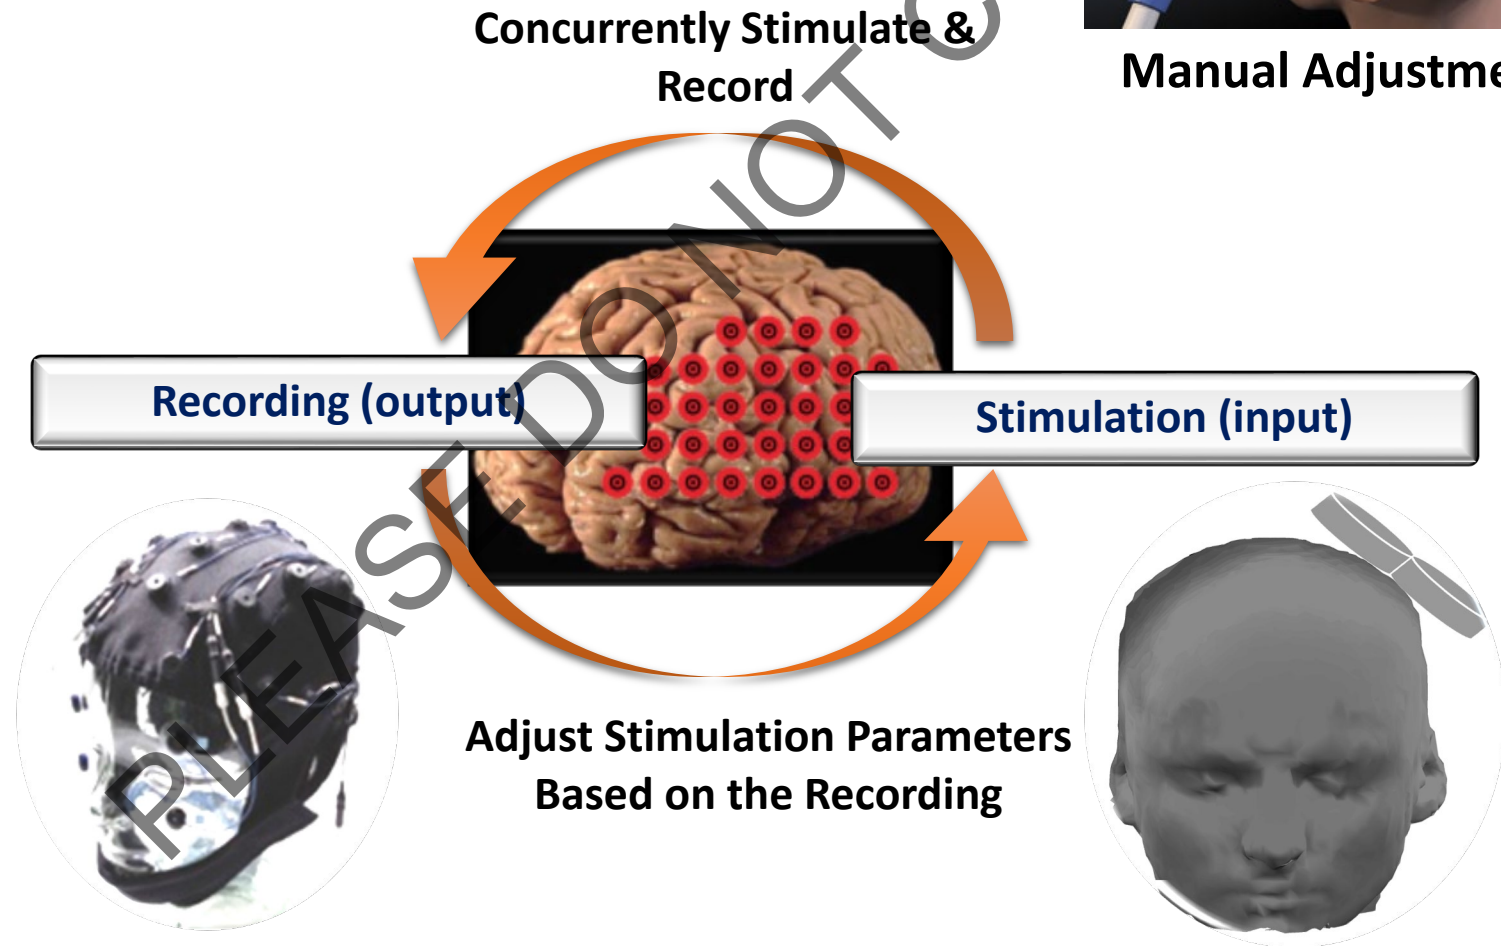 Concurrently Stimulate &
Record
Manual Adjustme
Recording (output)
Stimulation (input)
Adjust Stimulation Parameters
Based on the Recording
PLEASE DO NOT C